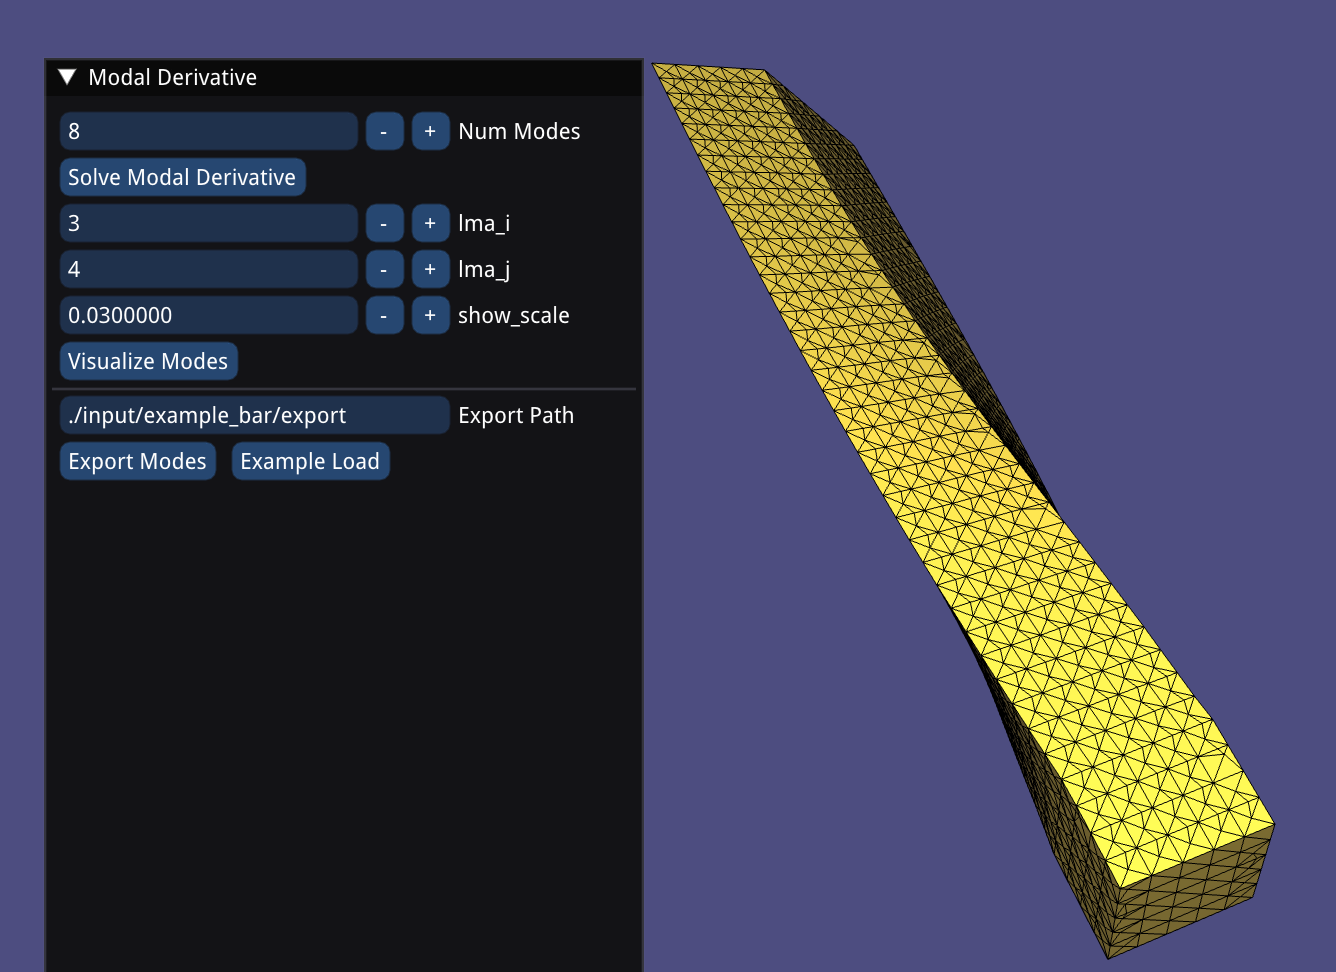 Modal Derivative
8 - + Num Modes
Solve Modal Derivative
3 - + lma_i
4 - + lma_j
0.0300000 - + show_scale
Visualize Modes
./input/example_bar/export Export Path
Export Modes Example Load